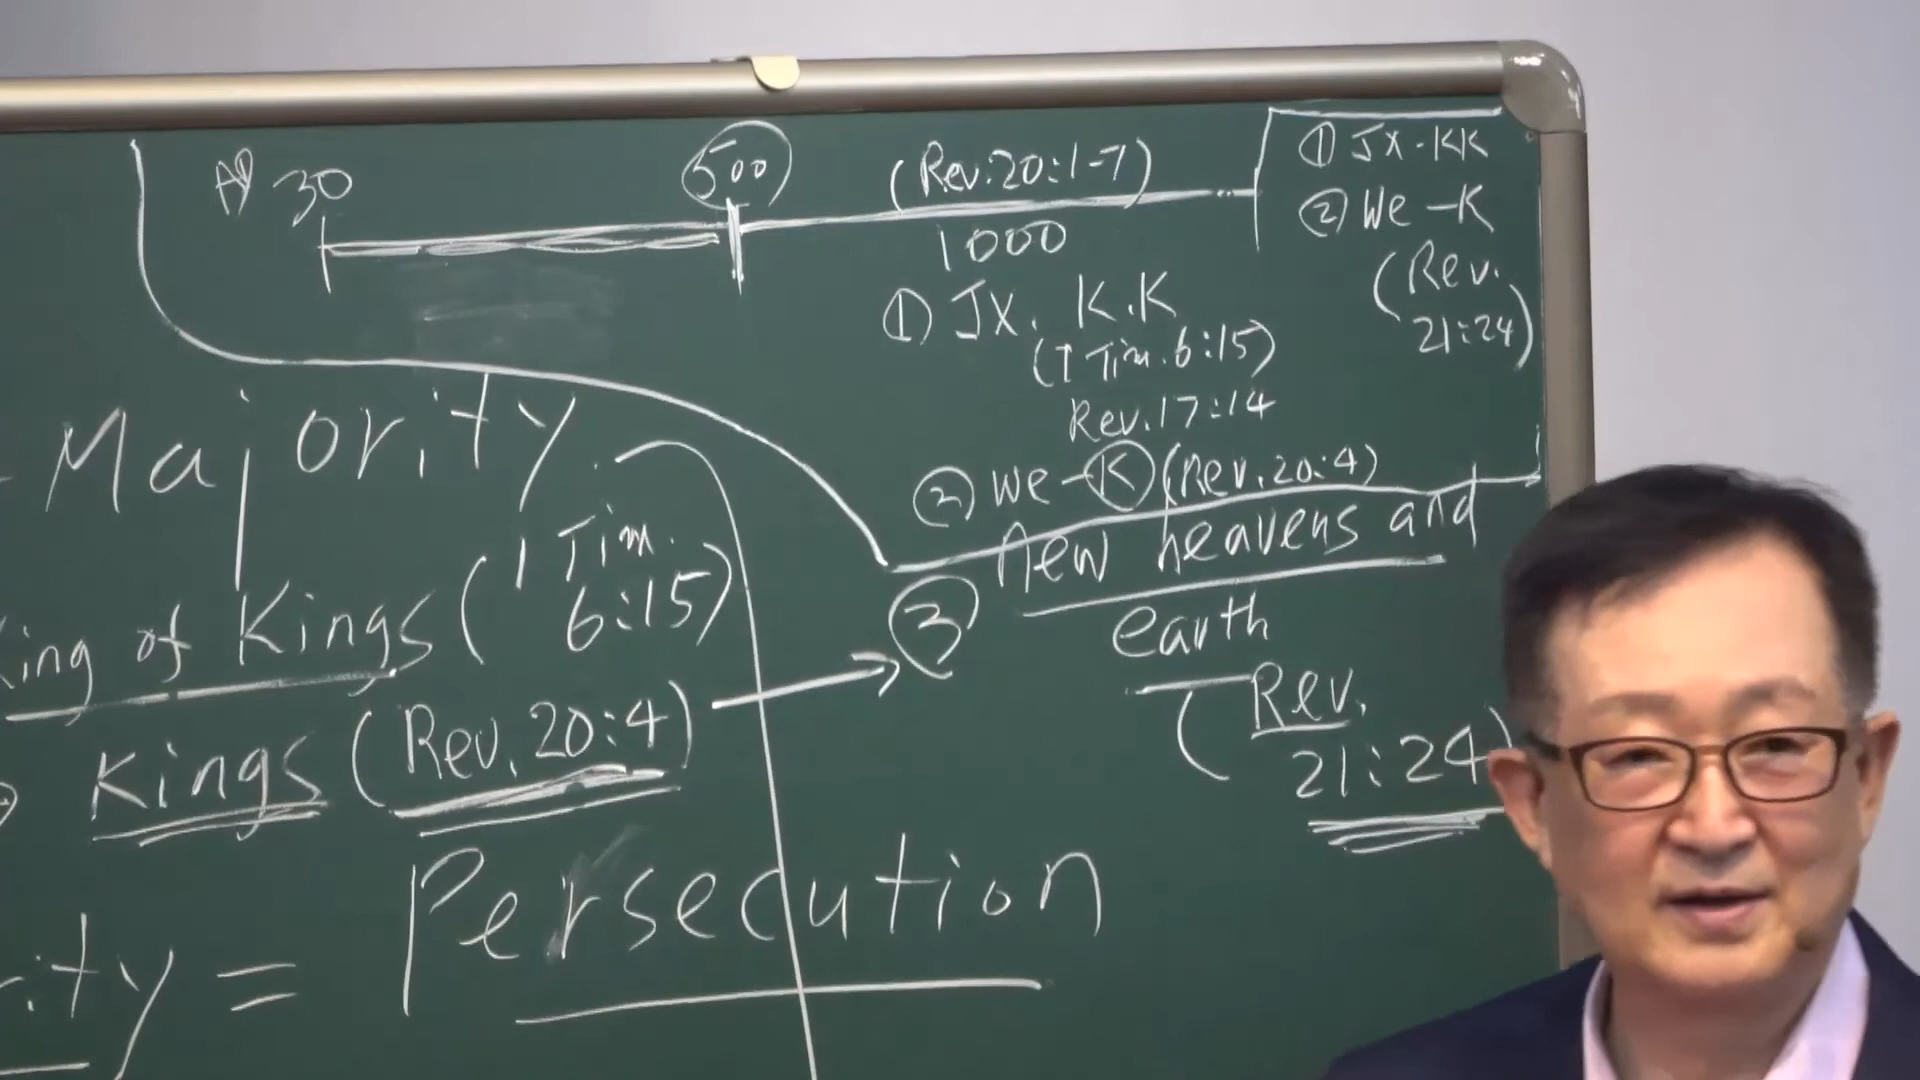 AD 30
500
(Rev. 20:1-7)
1000
① JX. K.K
(1 Tim. 6:15)
Rev. 17:14
② We-K (Rev. 20:4)
① JX-KK
② We-K
(Rev.
21:24)
Majority
King of Kings (1 Tim.
6:15)
Kings (Rev. 20:4) →
③ New heavens and
earth
(Rev.
21:24)
rity = Persecution